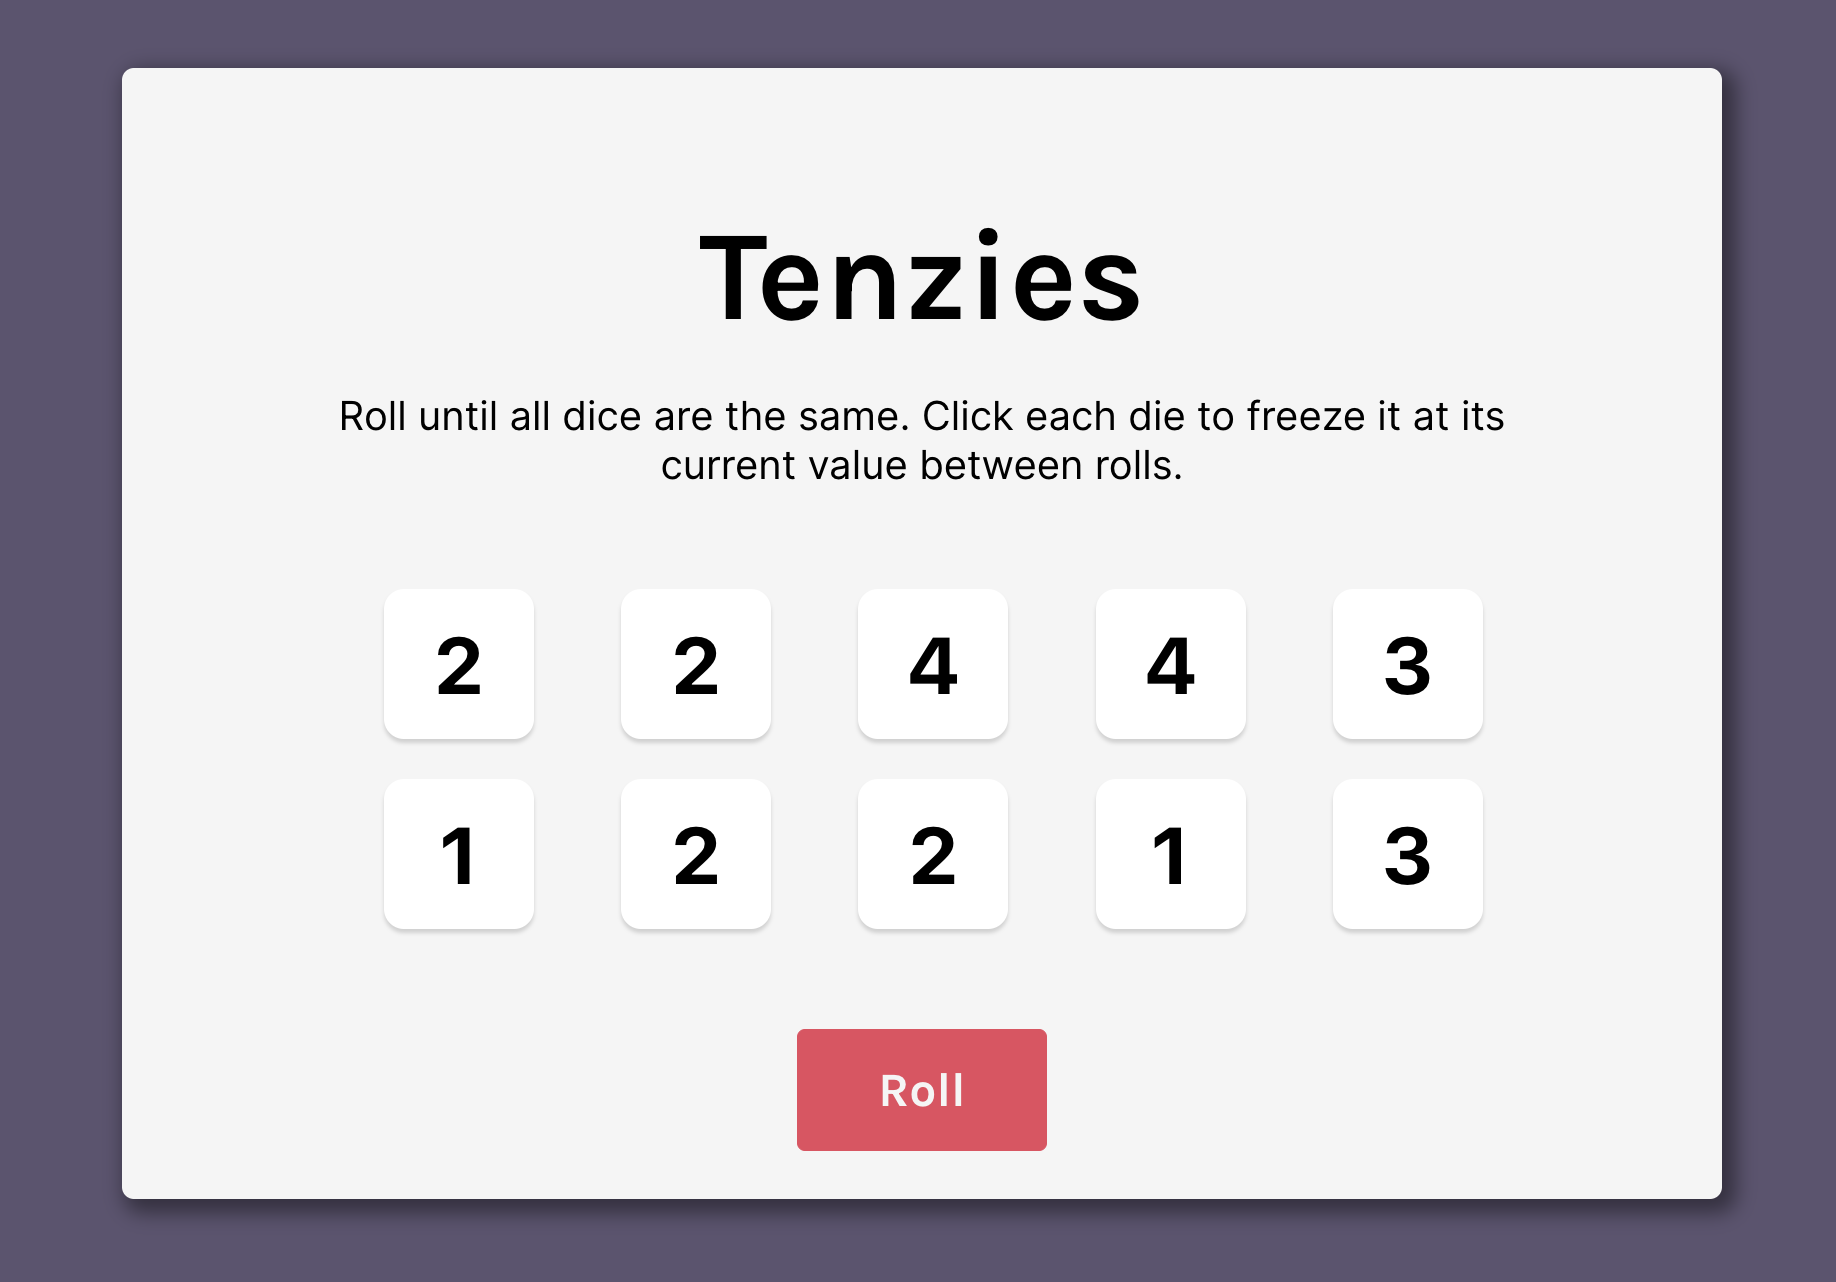 Tenzies
Roll until all dice are the same. Click each die to freeze it at its
current value between rolls.
2 2 4 4 3
1 2 2 1 3
Roll